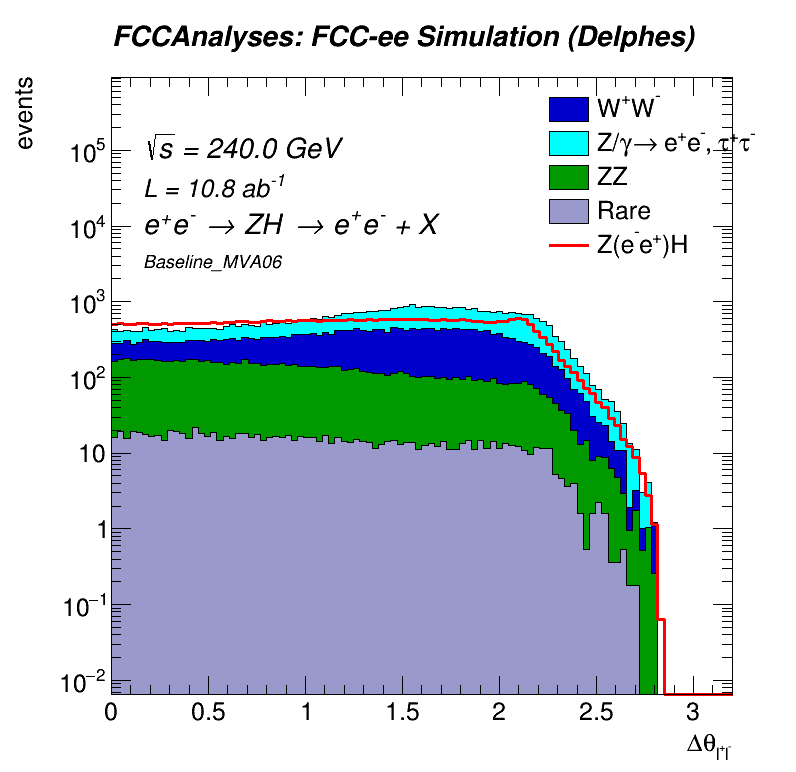 FCCAnalyses: FCC-ee Simulation (Delphes)
events
√s = 240.0 GeV
L = 10.8 ab⁻¹
e⁺e⁻ → ZH → e⁺e⁻ + X
Baseline_MVA06
W⁺W⁻
Z/γ→ e⁺e⁻, τ⁺τ⁻
ZZ
Rare
Z(e⁻e⁺)H
10⁵
10⁴
10³
10²
10
1
10⁻¹
10⁻²
0 0.5 1 1.5 2 2.5 3
Δθ_{l⁺l⁻}